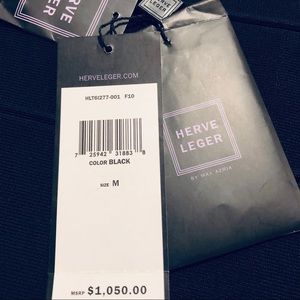 HERVE
LEGER
HERVELEGER.COM
HLT6I277-001 F10
7 25942 31883 8
COLOR BLACK
SIZE M
MSRP $1,050.00
HERVE
LEGER
BY MAX AZRIA